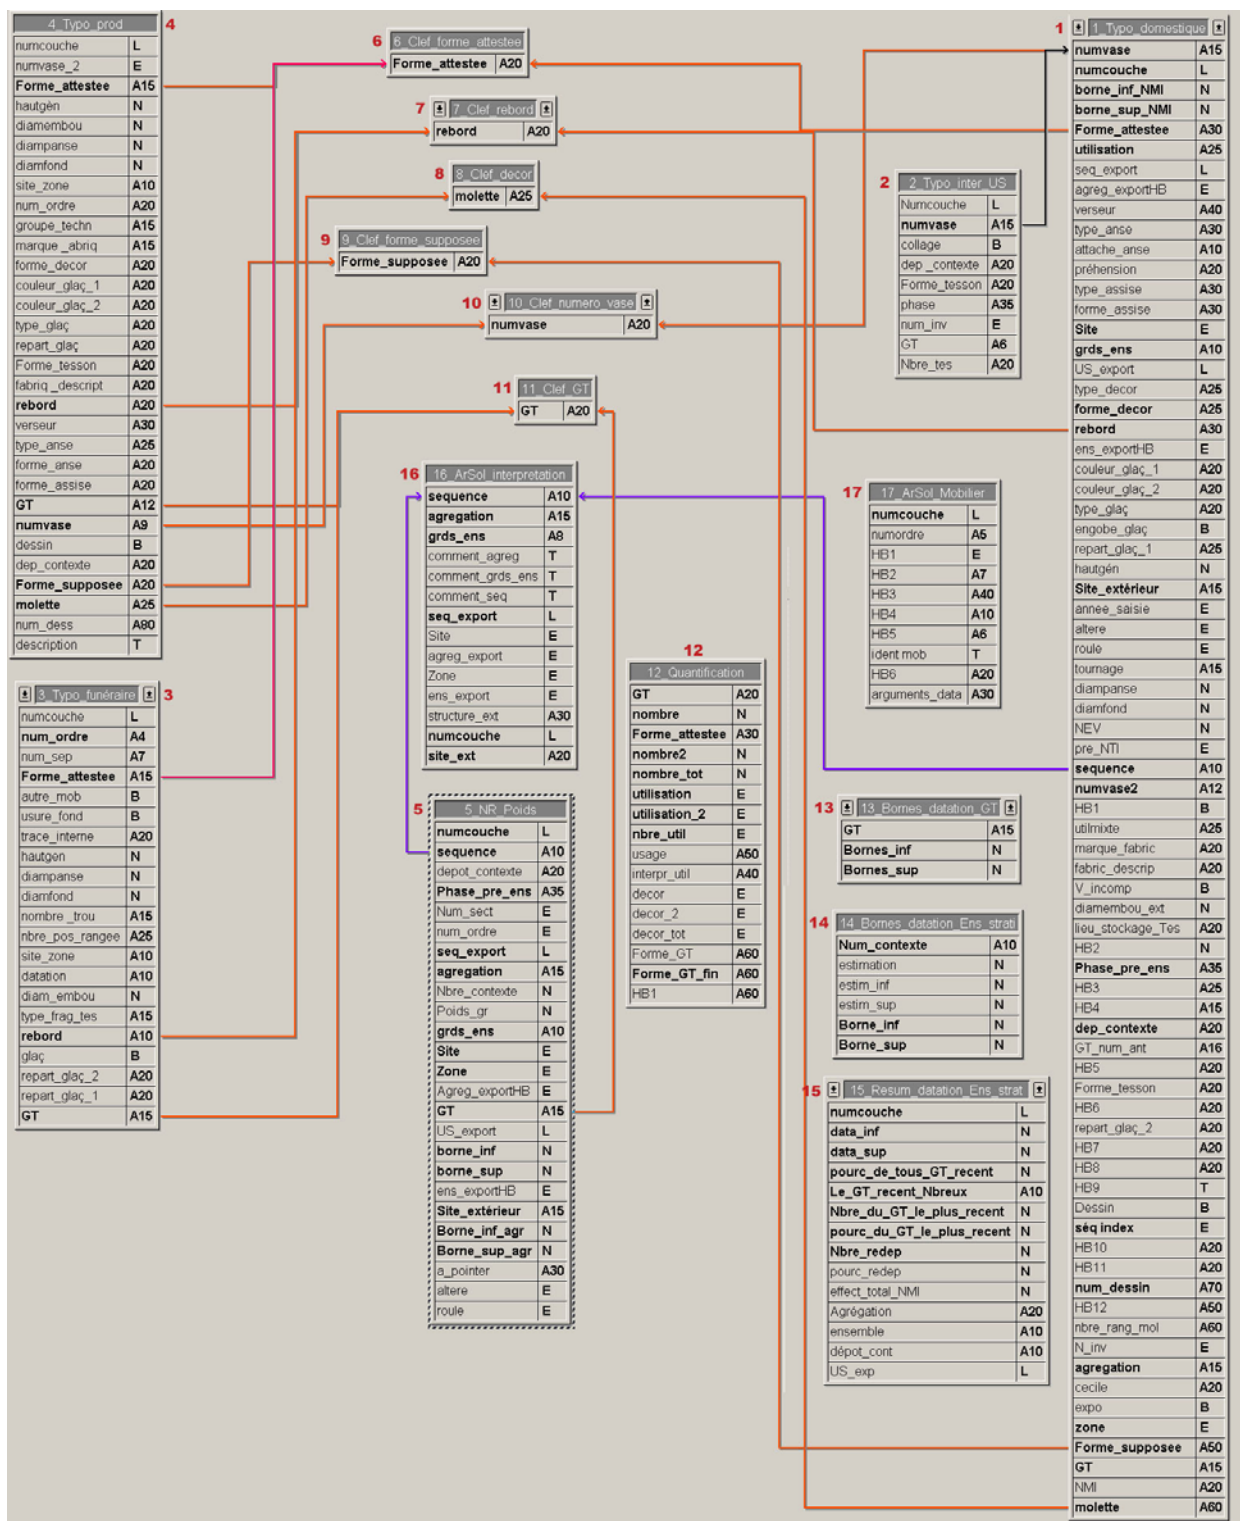 4
4_Typo_prod
numcouche L
numvase_2 E
Forme_attestee A15
hautgèn N
diamembou N
diampanse N
diamfond N
site_zone A10
num_ordre A20
groupe_techn A15
marque _abriq A15
forme_decor A20
couleur_glaç_1 A20
couleur_glaç_2 A20
type_glaç A20
repart_glaç A20
Forme_tesson A20
fabriq _descript A20
rebord A20
verseur A30
type_anse A25
forme_anse A20
forme_assise A20
GT A12
numvase A9
dessin B
dep_contexte A20
Forme_supposee A20
molette A25
num_dess A80
description T
3
3_Typo_funéraire
numcouche L
num_ordre A4
num_sep A7
Forme_attestee A15
autre_mob B
usure_fond B
trace_interne A20
hautgen N
diampanse N
diamfond N
nombre _trou A15
nbre_pos_rangee A25
site_zone A10
datation A10
diam_embou N
type_frag_tes A15
rebord A10
glaç B
repart_glaç_2 A20
repart_glaç_1 A20
GT A15
6
6_Clef_forme_attestee
Forme_attestee A20
7
7_Clef_rebord
rebord A20
8
8_Clef_decor
molette A25
9
9_Clef_forme_supposee
Forme_supposee A20
10
10_Clef_numero_vase
numvase A20
11
11_Clef_GT
GT A20
16
16_ArSol_interpretation
sequence A10
agregation A15
grds_ens A8
comment_agreg T
comment_grds_ens T
comment_seq T
seq_export L
Site E
agreg_export E
Zone E
ens_export E
structure_ext A30
numcouche L
site_ext A20
5
5_NR_Poids
numcouche L
sequence A10
depot_contexte A20
Phase_pre_ens A35
Num_sect E
num_ordre E
seq_export L
agregation A15
Nbre_contexte N
Poids_gr N
grds_ens A10
Site E
Zone E
Agreg_exportHB E
GT A15
US_export L
borne_inf N
borne_sup N
ens_exportHB E
Site_extérieur A15
Borne_inf_agr N
Borne_sup_agr N
a_pointer A30
altere E
roule E
12
12_Quantification
GT A20
nombre N
Forme_attestee A30
nombre2 N
nombre_tot N
utilisation E
utilisation_2 E
nbre_util E
usage A50
interpr_util A40
decor E
decor_2 E
decor_tot E
Forme_GT A60
Forme_GT_fin A60
HB1 A60
2
2_Typo_inter_US
Numcouche L
numvase A15
collage B
dep _contexte A20
Forme_tesson A20
phase A35
num_inv E
GT A6
Nbre_tes A20
17
17_ArSol_Mobilier
numcouche L
numordre A5
HB1 E
HB2 A7
HB3 A40
HB4 A10
HB5 A6
ident mob T
HB6 A20
arguments_data A30
13
13_Bornes_datation_GT
GT A15
Bornes_inf N
Bornes_sup N
14
14_Bornes_datation_Ens_strati
Num_contexte A10
estimation N
estim_inf N
estim_sup N
Borne_inf N
Borne_sup N
15
15_Resum_datation_Ens_strat
numcouche L
data_inf N
data_sup N
pourc_de_tous_GT_recent N
Le_GT_recent_Nbreux A10
Nbre_du_GT_le_plus_recent N
pourc_du_GT_le_plus_recent N
Nbre_redep N
pourc_redep N
effect_total_NMI N
Agrégation A20
ensemble A10
dépot_cont A10
US_exp L
1
1_Typo_domestique
numvase A15
numcouche L
borne_inf_NMI N
borne_sup_NMI N
Forme_attestee A30
utilisation A25
seq_export L
agreg_exportHB E
verseur A40
type_anse A30
attache_anse A10
préhension A20
type_assise A30
forme_assise A30
Site E
grds_ens A10
US_export L
type_decor A25
forme_decor A25
rebord A30
ens_exportHB E
couleur_glaç_1 A20
couleur_glaç_2 A20
type_glaç A20
engobe_glaç B
repart_glaç_1 A25
hautgén N
Site_extérieur A15
annee_saisie E
altere E
roule E
tournage A15
diampanse N
diamfond N
NEV N
pre_NTI E
sequence A10
numvase2 A12
HB1 B
utilmixte A25
marque_fabric A20
fabric_descrip A20
V_incomp B
diamembou_ext N
lieu_stockage_Tes A20
HB2 N
Phase_pre_ens A35
HB3 A25
HB4 A15
dep_contexte A20
GT_num_ant A16
HB5 A20
Forme_tesson A20
HB6 A20
repart_glaç_2 A20
HB7 A20
HB8 A20
HB9 T
Dessin B
séq index E
HB10 A20
HB11 A20
num_dessin A70
HB12 A50
nbre_rang_mol A60
N_inv E
agregation A15
cecile A20
expo B
zone E
Forme_supposee A50
GT A15
NMI A20
molette A60